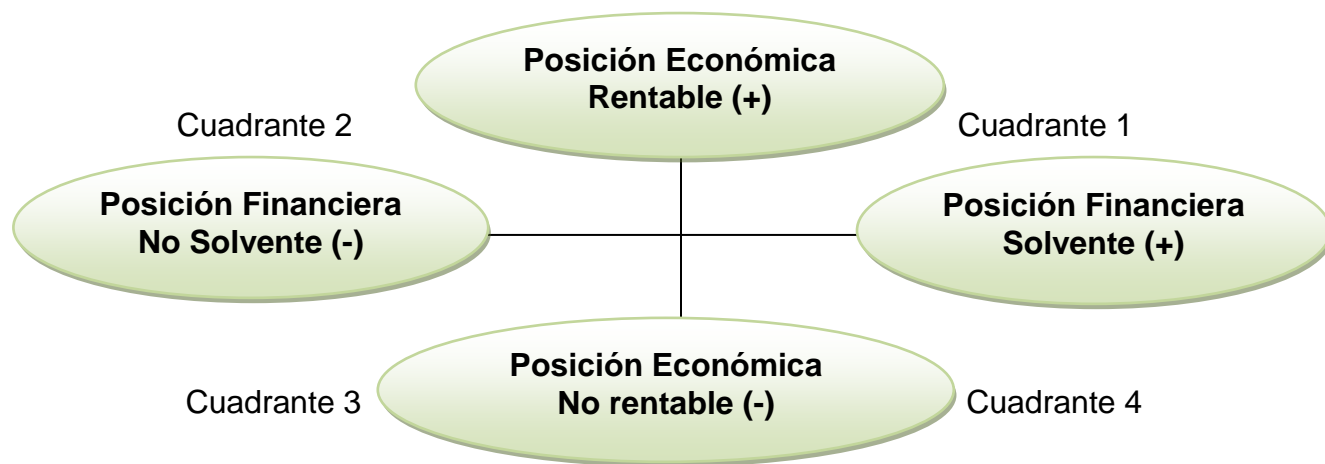 Posición Económica
Rentable (+)
Cuadrante 2
Cuadrante 1
Posición Financiera
No Solvente (-)
Posición Financiera
Solvente (+)
Posición Económica
No rentable (-)
Cuadrante 3
Cuadrante 4